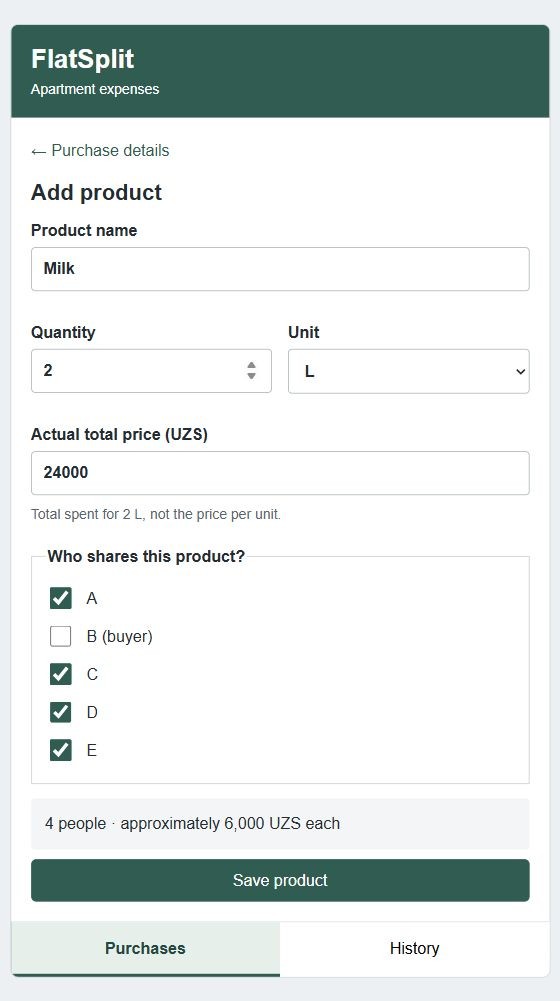 FlatSplit
Apartment expenses
← Purchase details
Add product
Product name
Milk
Quantity
Unit
2
L
Actual total price (UZS)
24000
Total spent for 2 L, not the price per unit.
Who shares this product?
A
B (buyer)
C
D
E
4 people · approximately 6,000 UZS each
Save product
Purchases
History